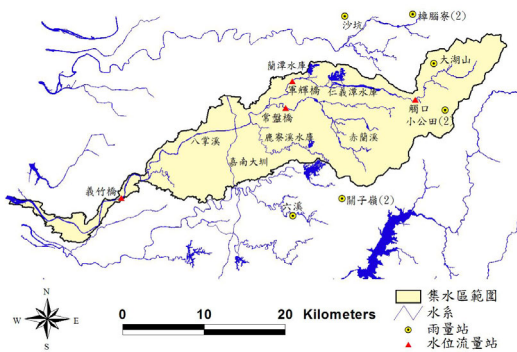 沙坑
樟腦寮(2)
大湖山
蘭潭水庫
軍輝橋
仁義潭水庫
觸口
小公田(2)
常盤橋
八掌溪
赤蘭溪
鹿寮溪水庫
嘉南大圳
義竹橋
六溪
關子嶺(2)
集水區範圍
水系
雨量站
水位流量站
N
W E
S
0 10 20 Kilometers